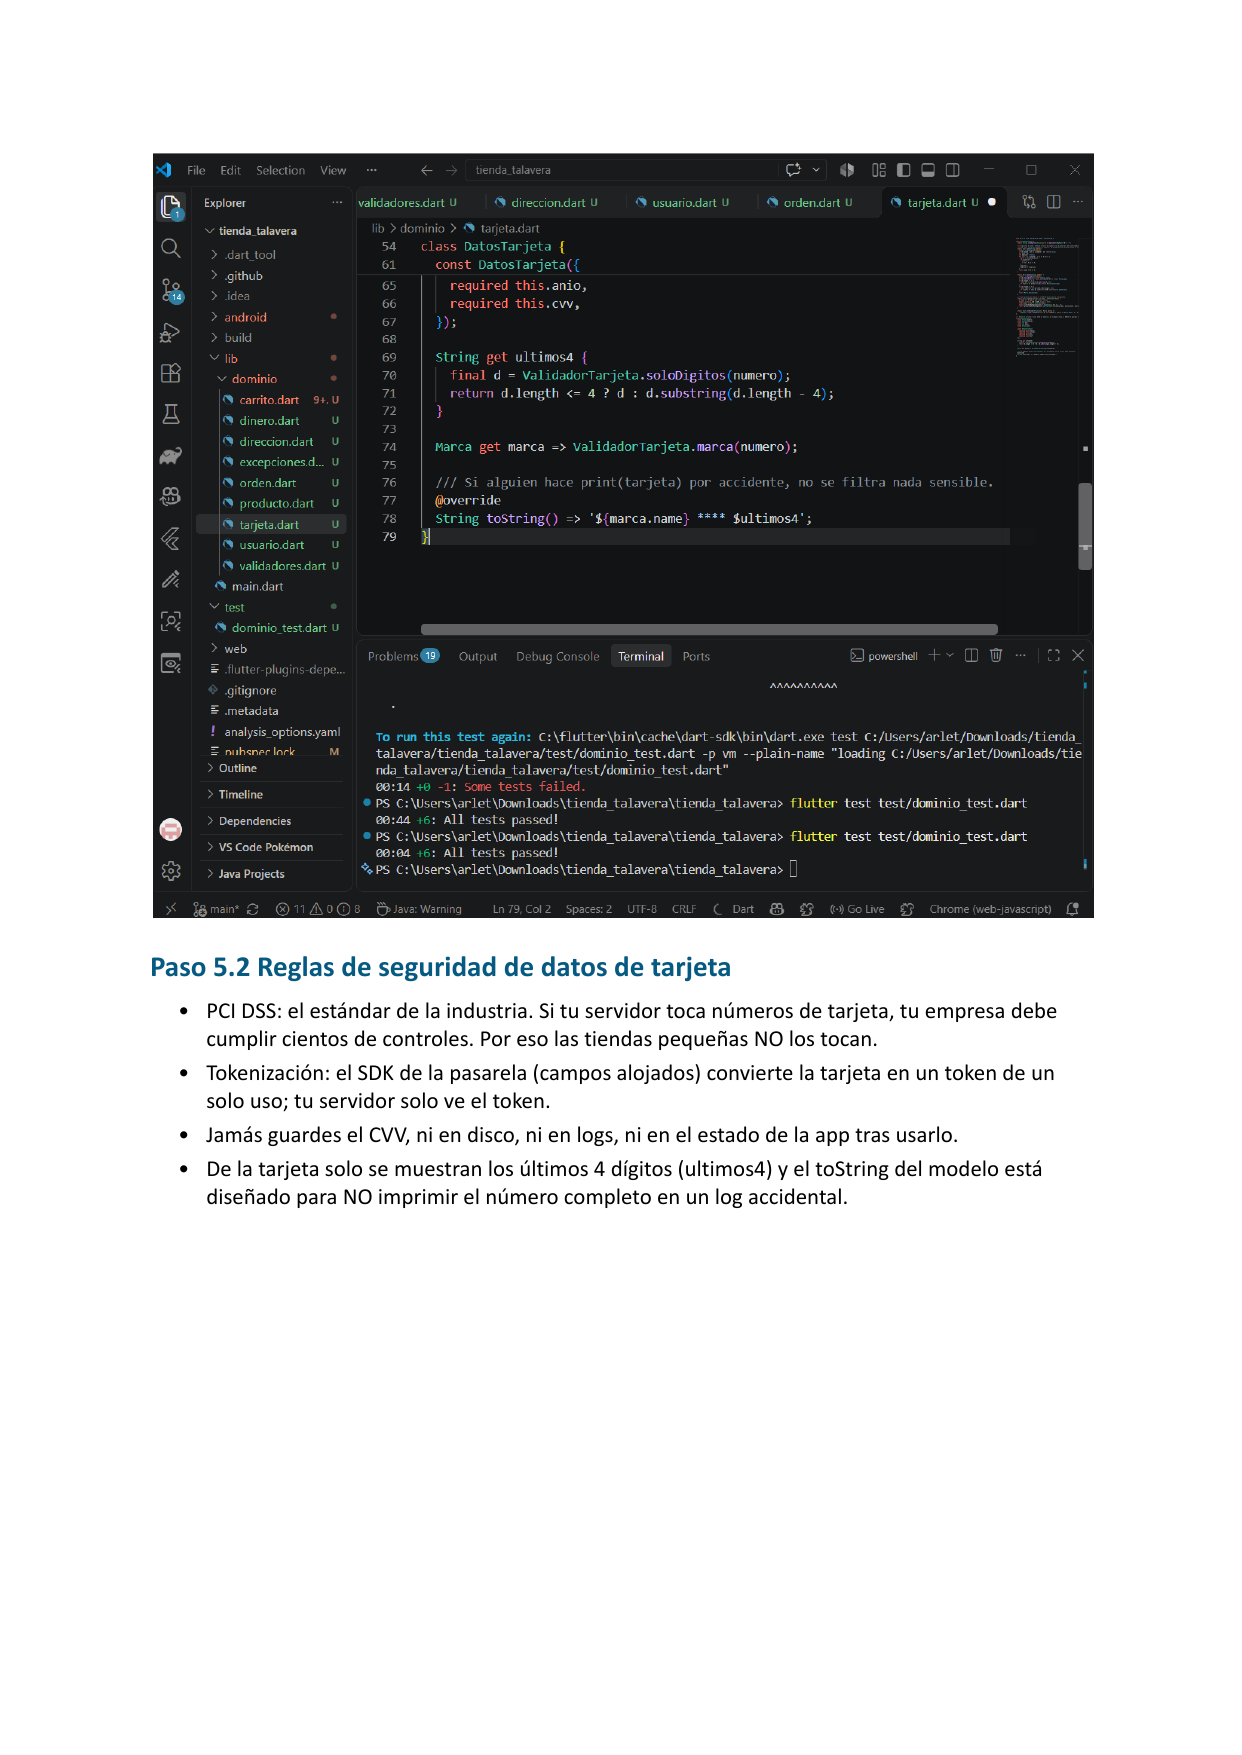 File Edit Selection View ··· tienda_talavera
Explorer ···
validadores.dart U direccion.dart U usuario.dart U orden.dart U tarjeta.dart U
tienda_talavera
.dart_tool
.github
.idea
android
build
lib
dominio
carrito.dart 9+, U
dinero.dart U
direccion.dart U
excepciones.d... U
orden.dart U
producto.dart U
tarjeta.dart U
usuario.dart U
validadores.dart U
main.dart
test
dominio_test.dart U
web
.flutter-plugins-depe...
.gitignore
.metadata
analysis_options.yaml
pubspec.lock M
Outline
Timeline
Dependencies
VS Code Pokémon
Java Projects
1
14
lib > dominio > tarjeta.dart
54 class DatosTarjeta {
61 const DatosTarjeta({
65 required this.anio,
66 required this.cvv,
67 });
68
69 String get ultimos4 {
70 final d = ValidadorTarjeta.soloDigitos(numero);
71 return d.length <= 4 ? d : d.substring(d.length - 4);
72 }
73
74 Marca get marca => ValidadorTarjeta.marca(numero);
75
76 /// Si alguien hace print(tarjeta) por accidente, no se filtra nada sensible.
77 @override
78 String toString() => '${marca.name} **** $ultimos4';
79 }
Problems 19 Output Debug Console Terminal Ports powershell
^^^^^^^^^^
.
To run this test again: C:\flutter\bin\cache\dart-sdk\bin\dart.exe test C:/Users/arlet/Downloads/tienda_
talavera/tienda_talavera/test/dominio_test.dart -p vm --plain-name "loading C:/Users/arlet/Downloads/tie
nda_talavera/tienda_talavera/test/dominio_test.dart"
00:14 +0 -1: Some tests failed.
PS C:\Users\arlet\Downloads\tienda_talavera\tienda_talavera> flutter test test/dominio_test.dart
00:44 +6: All tests passed!
PS C:\Users\arlet\Downloads\tienda_talavera\tienda_talavera> flutter test test/dominio_test.dart
00:04 +6: All tests passed!
PS C:\Users\arlet\Downloads\tienda_talavera\tienda_talavera>
main* 11 0 8 Java: Warning Ln 79, Col 2 Spaces: 2 UTF-8 CRLF Dart Go Live Chrome (web-javascript)
Paso 5.2 Reglas de seguridad de datos de tarjeta
• PCI DSS: el estándar de la industria. Si tu servidor toca números de tarjeta, tu empresa debe
cumplir cientos de controles. Por eso las tiendas pequeñas NO los tocan.
• Tokenización: el SDK de la pasarela (campos alojados) convierte la tarjeta en un token de un
solo uso; tu servidor solo ve el token.
• Jamás guardes el CVV, ni en disco, ni en logs, ni en el estado de la app tras usarlo.
• De la tarjeta solo se muestran los últimos 4 dígitos (ultimos4) y el toString del modelo está
diseñado para NO imprimir el número completo en un log accidental.